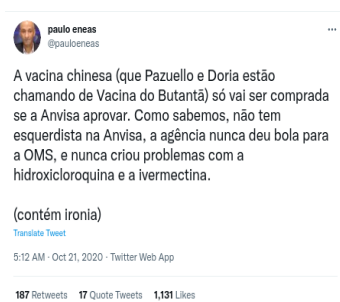 paulo eneas
@pauloeneas
A vacina chinesa (que Pazuello e Doria estão
chamando de Vacina do Butantã) só vai ser comprada
se a Anvisa aprovar. Como sabemos, não tem
esquerdista na Anvisa, a agência nunca deu bola para
a OMS, e nunca criou problemas com a
hidroxicloroquina e a ivermectina.
(contém ironia)
Translate Tweet
5:12 AM · Oct 21, 2020 · Twitter Web App
187 Retweets 17 Quote Tweets 1,131 Likes